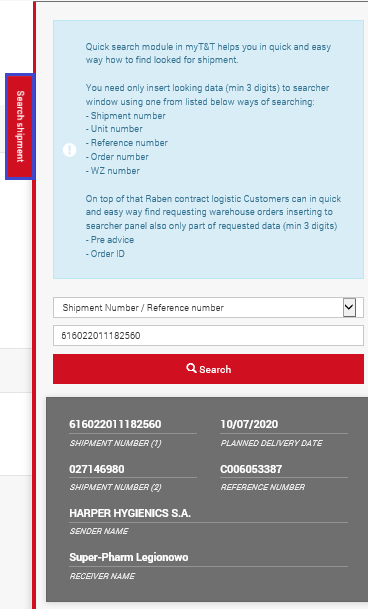 Search shipment
Quick search module in myT&T helps you in quick and easy
way how to find looked for shipment.
You need only insert looking data (min 3 digits) to searcher
window using one from listed below ways of searching:
- Shipment number
- Unit number
- Reference number
- Order number
- WZ number
On top of that Raben contract logistic Customers can in quick
and easy way find requesting warehouse orders inserting to
searcher panel also only part of requested data (min 3 digits)
- Pre advice
- Order ID
Shipment Number / Reference number
616022011182560
Search
616022011182560
SHIPMENT NUMBER (1)
10/07/2020
PLANNED DELIVERY DATE
027146980
SHIPMENT NUMBER (2)
C006053387
REFERENCE NUMBER
HARPER HYGIENICS S.A.
SENDER NAME
Super-Pharm Legionowo
RECEIVER NAME